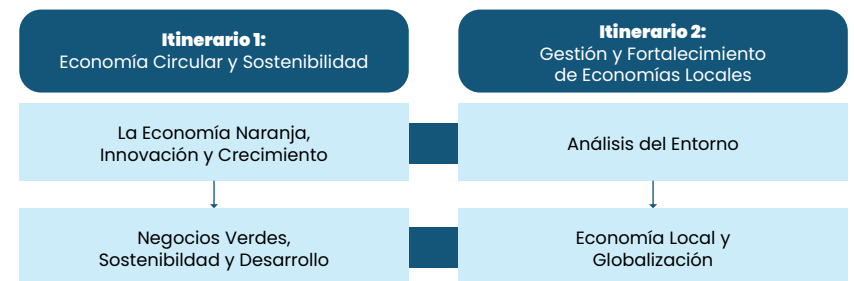 Itinerario 1:
Economía Circular y Sostenibilidad
Itinerario 2:
Gestión y Fortalecimiento
de Economías Locales
La Economía Naranja,
Innovación y Crecimiento
Análisis del Entorno
Negocios Verdes,
Sostenibildad y Desarrollo
Economía Local y
Globalización